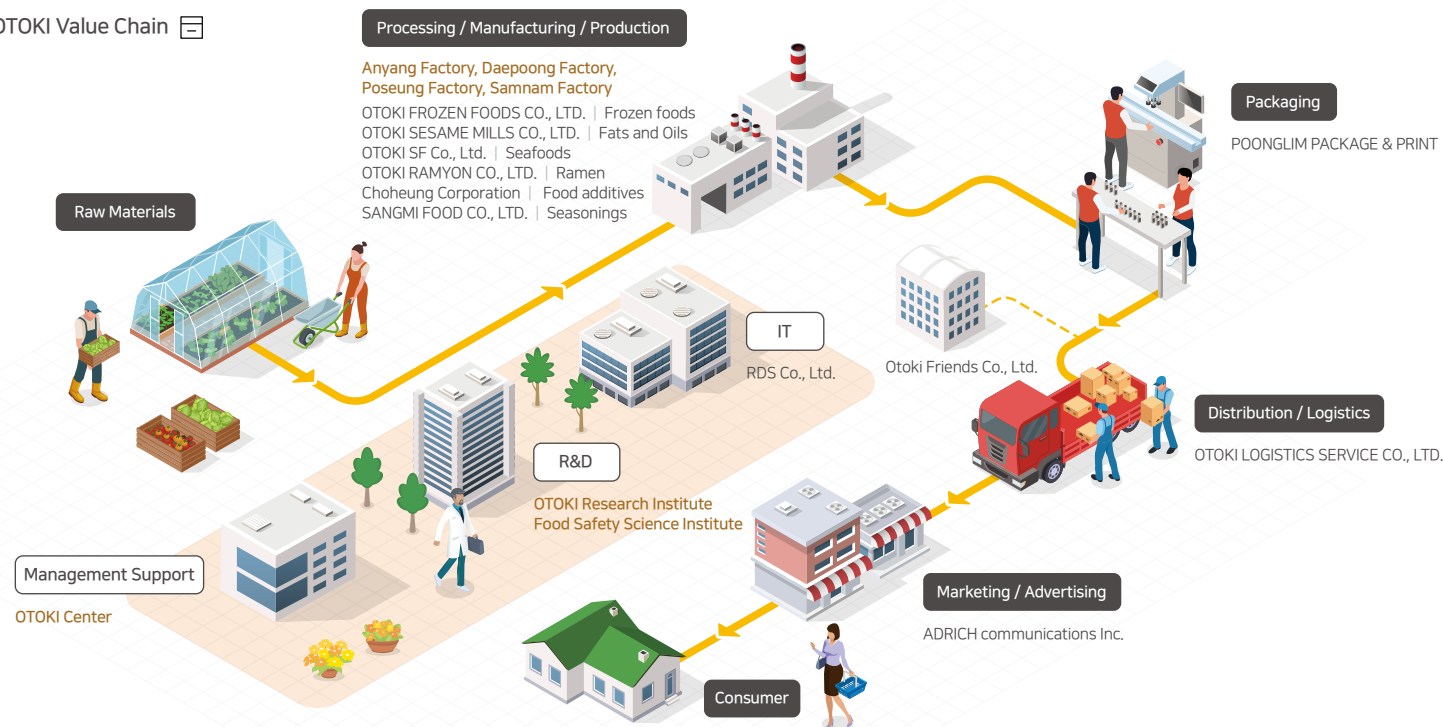 OTOKI Value Chain
Processing / Manufacturing / Production
Anyang Factory, Daepoong Factory,
Poseung Factory, Samnam Factory
OTOKI FROZEN FOODS CO., LTD. | Frozen foods
OTOKI SESAME MILLS CO., LTD. | Fats and Oils
OTOKI SF Co., Ltd. | Seafoods
OTOKI RAMYON CO., LTD. | Ramen
Choheung Corporation | Food additives
SANGMI FOOD CO., LTD. | Seasonings
Packaging
POONGLIM PACKAGE & PRINT
Raw Materials
IT
RDS Co., Ltd.
Otoki Friends Co., Ltd.
Distribution / Logistics
OTOKI LOGISTICS SERVICE CO., LTD.
R&D
OTOKI Research Institute
Food Safety Science Institute
Management Support
OTOKI Center
Marketing / Advertising
ADRICH communications Inc.
Consumer